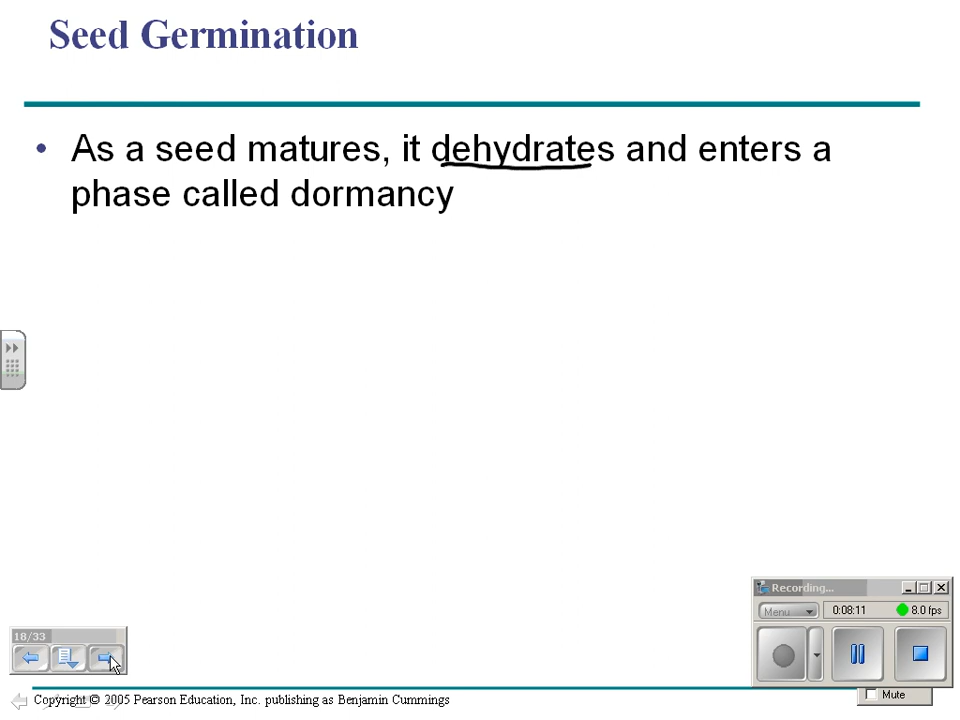 Seed Germination
• As a seed matures, it dehydrates and enters a
phase called dormancy
Recording...
Menu
0:08:11
8.0 fps
18/33
Mute
Copyright © 2005 Pearson Education, Inc. publishing as Benjamin Cummings